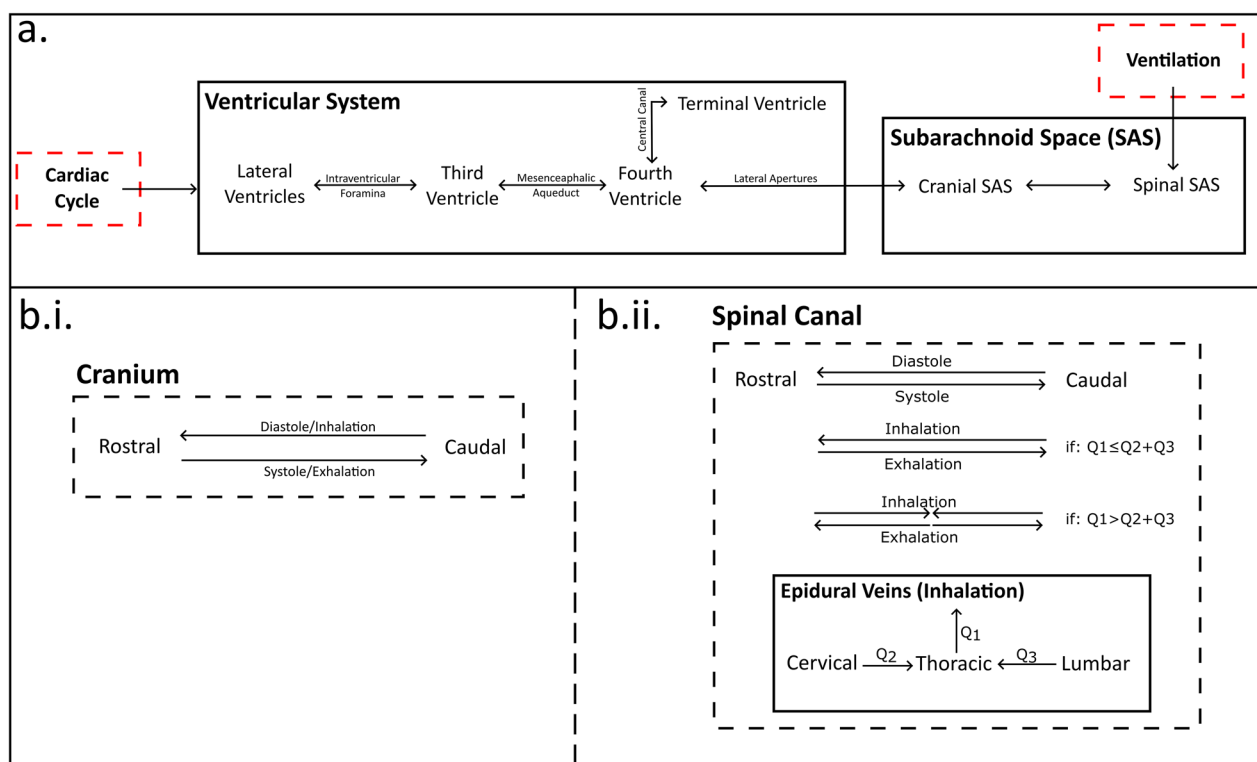 a.
Ventilation
Ventricular System
Central Canal
Terminal Ventricle
Subarachnoid Space (SAS)
Cardiac
Cycle
Lateral
Ventricles
Intraventricular
Foramina
Third
Ventricle
Mesenceaphalic
Aqueduct
Fourth
Ventricle
Lateral Apertures
Cranial SAS
Spinal SAS
b.i.
Cranium
Rostral
Diastole/Inhalation
Systole/Exhalation
Caudal
b.ii.
Spinal Canal
Rostral
Diastole
Systole
Caudal
Inhalation
Exhalation
if: Q1≤Q2+Q3
Inhalation
Exhalation
if: Q1>Q2+Q3
Epidural Veins (Inhalation)
Q1
Cervical
Q2
Thoracic
Q3
Lumbar